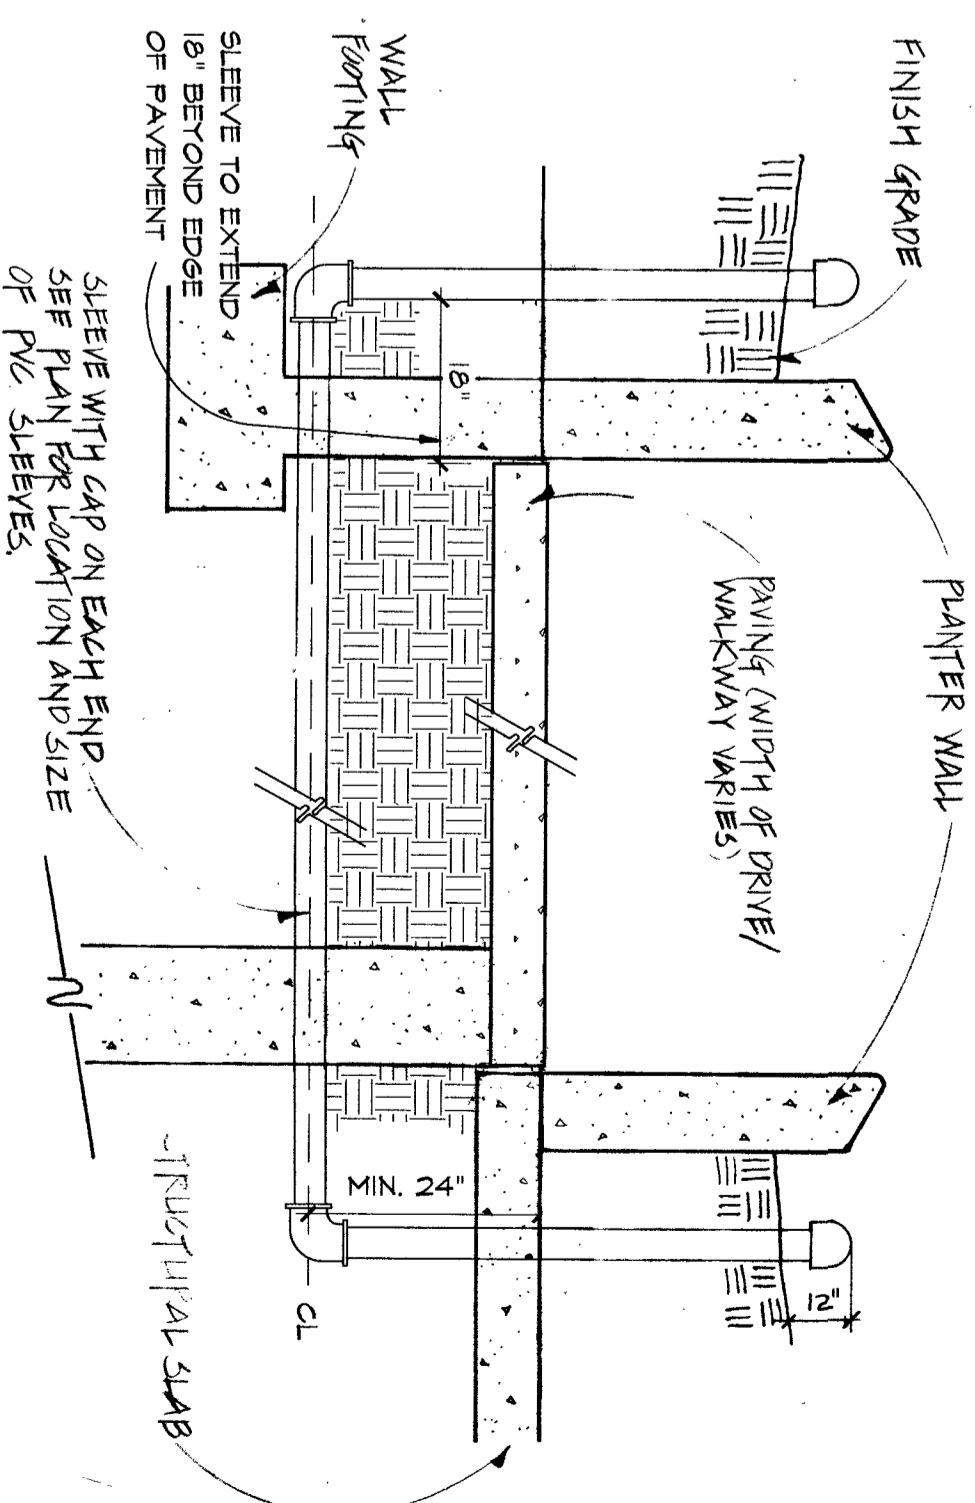 FINISH GRADE
PLANTER WALL
PAVING (WIDTH OF DRIVE/
WALKWAY VARIES)
WALL
FOOTING
SLEEVE TO EXTEND
18" BEYOND EDGE
OF PAVEMENT
18"
12"
MIN. 24"
CL
SLEEVE WITH CAP ON EACH END
SEE PLAN FOR LOCATION AND SIZE
OF PVC SLEEVES.
TRUCTURAL SLAB